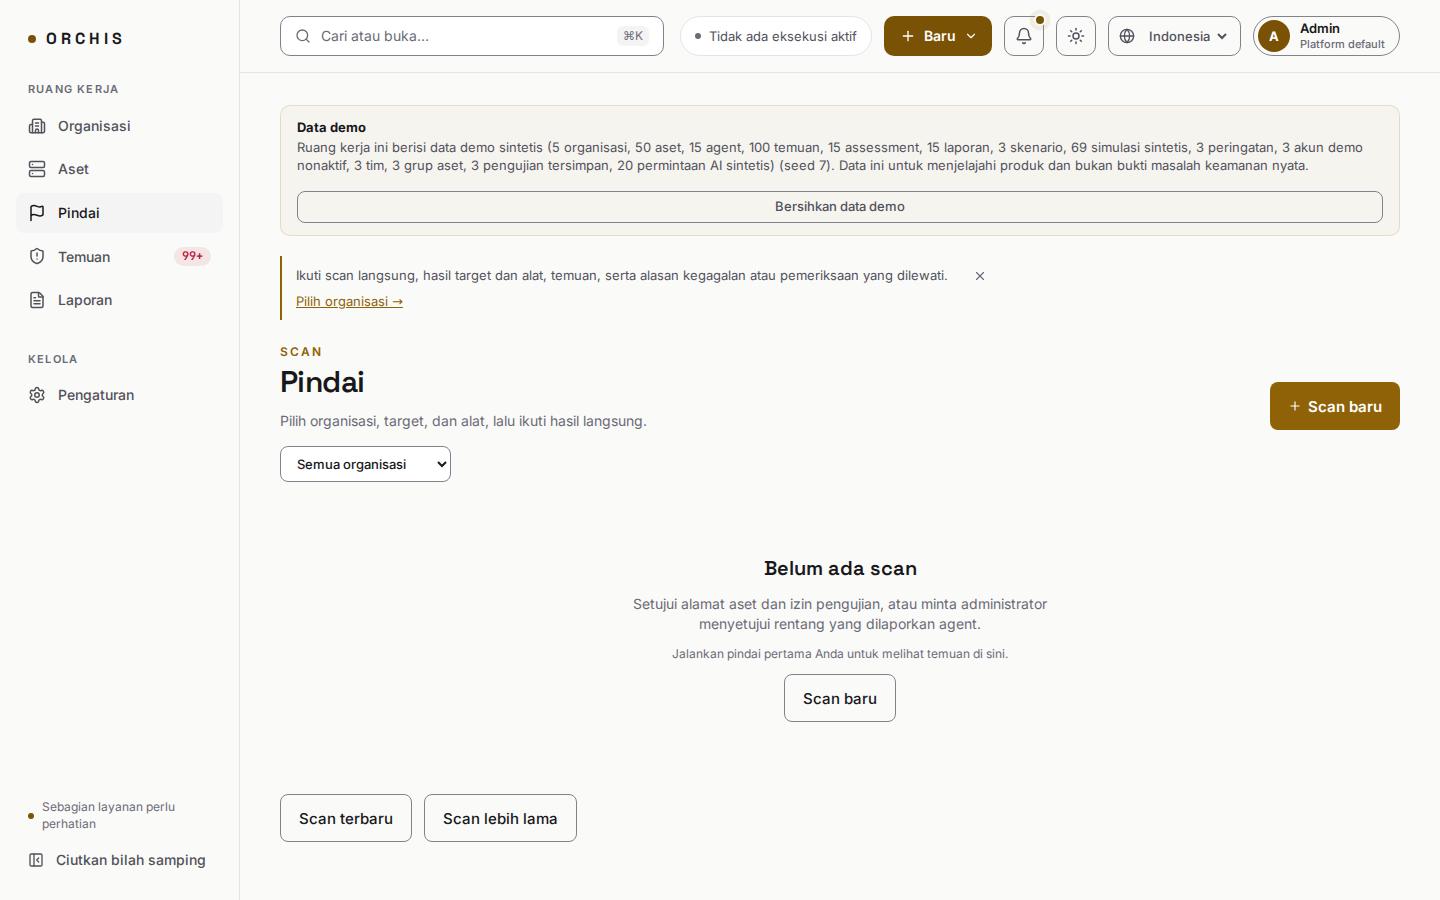 ORCHIS
RUANG KERJA
Organisasi
Aset
Pindai
Temuan
99+
Laporan
KELOLA
Pengaturan
Sebagian layanan perlu
perhatian
Ciutkan bilah samping
Cari atau buka...
⌘K
Tidak ada eksekusi aktif
Baru
Indonesia
A
Admin
Platform default
Data demo
Ruang kerja ini berisi data demo sintetis (5 organisasi, 50 aset, 15 agent, 100 temuan, 15 assessment, 15 laporan, 3 skenario, 69 simulasi sintetis, 3 peringatan, 3 akun demo
nonaktif, 3 tim, 3 grup aset, 3 pengujian tersimpan, 20 permintaan AI sintetis) (seed 7). Data ini untuk menjelajahi produk dan bukan bukti masalah keamanan nyata.
Bersihkan data demo
Ikuti scan langsung, hasil target dan alat, temuan, serta alasan kegagalan atau pemeriksaan yang dilewati.
Pilih organisasi →
SCAN
Pindai
Pilih organisasi, target, dan alat, lalu ikuti hasil langsung.
+ Scan baru
Semua organisasi
Belum ada scan
Setujui alamat aset dan izin pengujian, atau minta administrator
menyetujui rentang yang dilaporkan agent.
Jalankan pindai pertama Anda untuk melihat temuan di sini.
Scan baru
Scan terbaru
Scan lebih lama